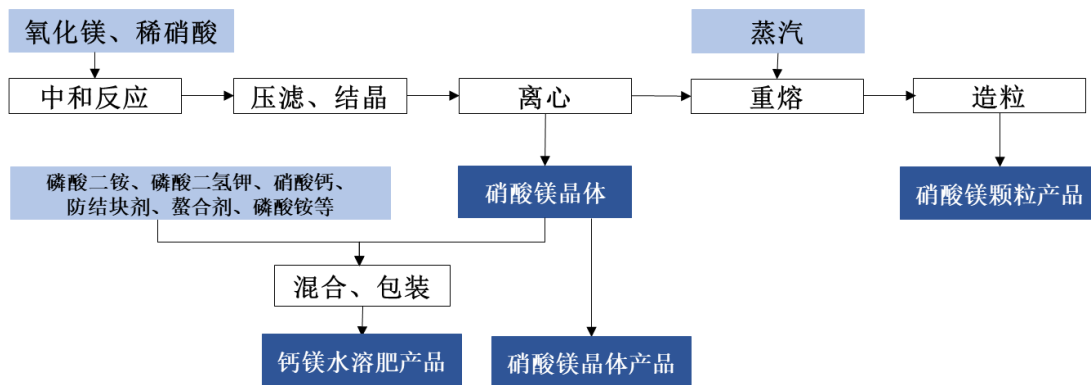 氧化镁、稀硝酸
蒸汽
中和反应
压滤、结晶
离心
重熔
造粒
磷酸二铵、磷酸二氢钾、硝酸钙、
防结块剂、螯合剂、磷酸铵等
硝酸镁晶体
硝酸镁颗粒产品
混合、包装
钙镁水溶肥产品
硝酸镁晶体产品